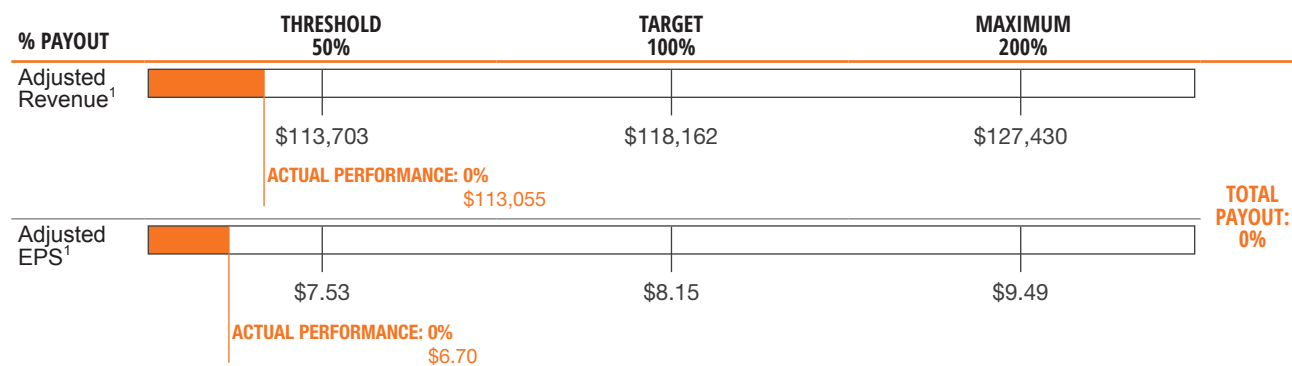 % PAYOUT
THRESHOLD
50%
TARGET
100%
MAXIMUM
200%
Adjusted
Revenue1
$113,703
$118,162
$127,430
ACTUAL PERFORMANCE: 0%
$113,055
Adjusted
EPS1
$7.53
$8.15
$9.49
ACTUAL PERFORMANCE: 0%
$6.70
TOTAL
PAYOUT:
0%